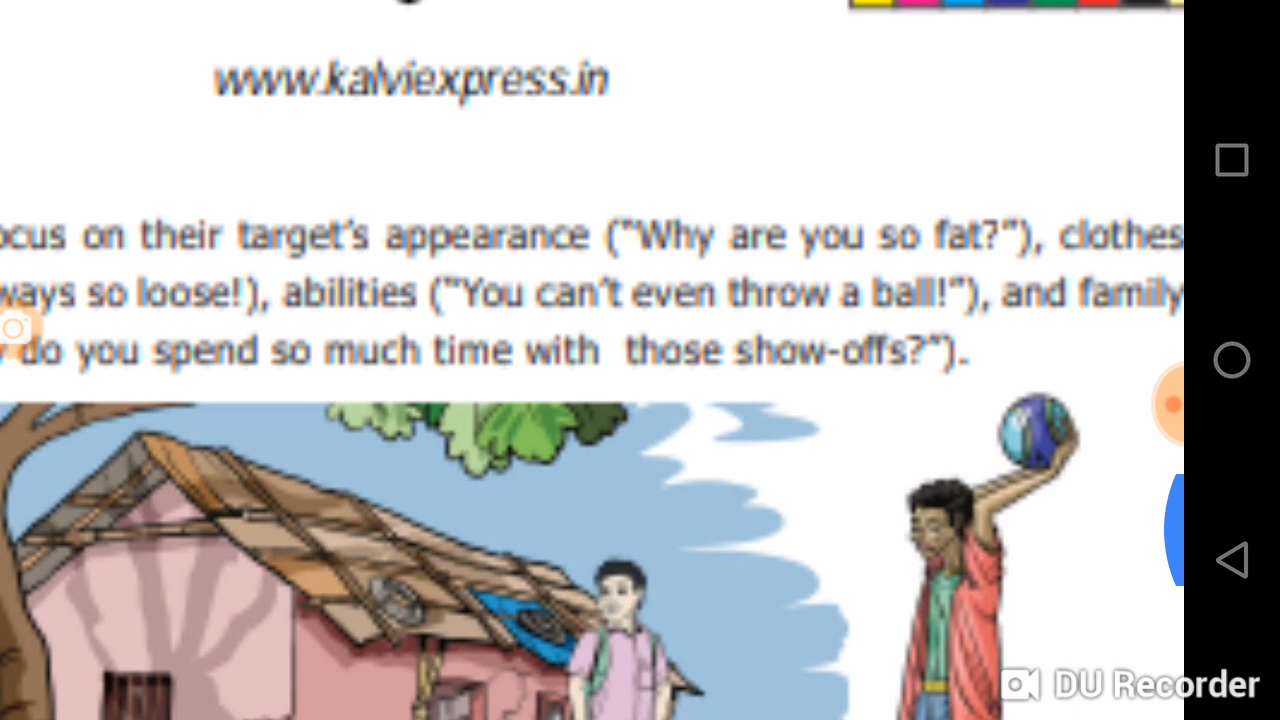 www.kalviexpress.in
ocus on their target's appearance ("Why are you so fat?"), clothes
ways so loose!), abilities ("You can't even throw a ball!"), and family
do you spend so much time with those show-offs?").
DU Recorder